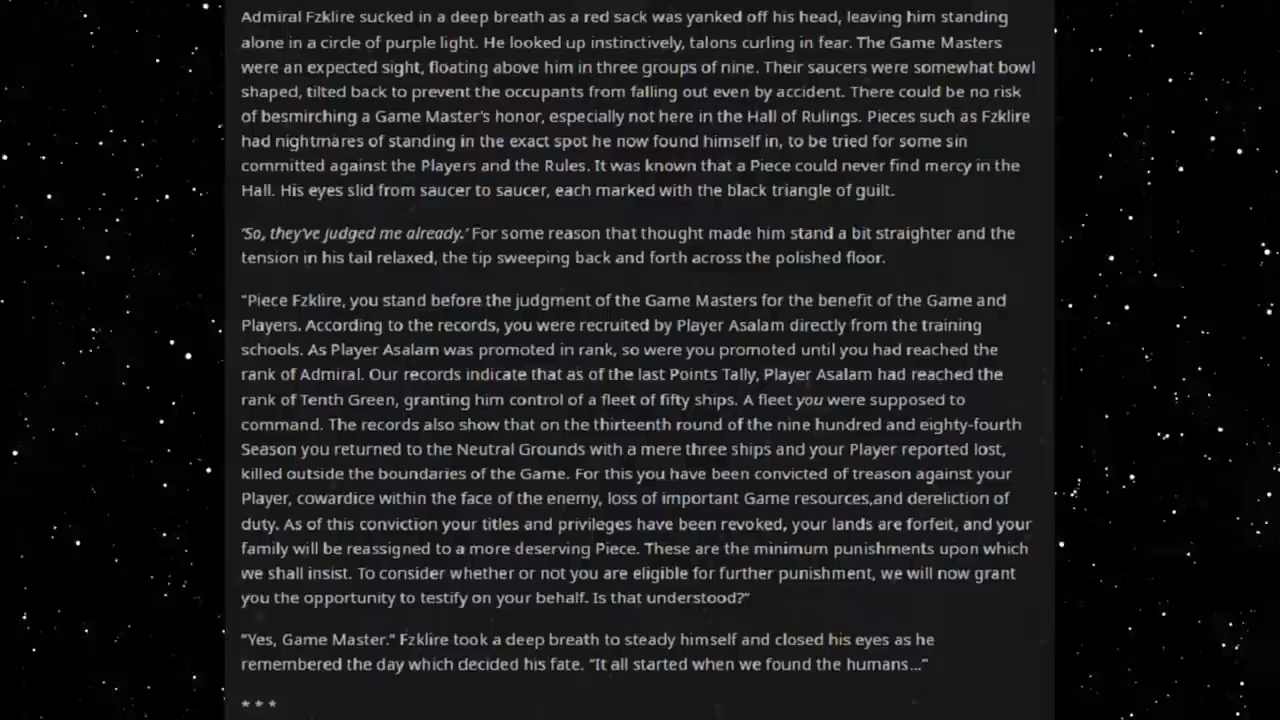 Admiral Fzklire sucked in a deep breath as a red sack was yanked off his head, leaving him standing
alone in a circle of purple light. He looked up instinctively, talons curling in fear. The Game Masters
were an expected sight, floating above him in three groups of nine. Their saucers were somewhat bowl
shaped, tilted back to prevent the occupants from falling out even by accident. There could be no risk
of besmirching a Game Master's honor, especially not here in the Hall of Rulings. Pieces such as Fzklire
had nightmares of standing in the exact spot he now found himself in, to be tried for some sin
committed against the Players and the Rules. It was known that a Piece could never find mercy in the
Hall. His eyes slid from saucer to saucer, each marked with the black triangle of guilt.
'So, they've judged me already.' For some reason that thought made him stand a bit straighter and the
tension in his tail relaxed, the tip sweeping back and forth across the polished floor.
"Piece Fzklire, you stand before the judgment of the Game Masters for the benefit of the Game and
Players. According to the records, you were recruited by Player Asalam directly from the training
schools. As Player Asalam was promoted in rank, so were you promoted until you had reached the
rank of Admiral. Our records indicate that as of the last Points Tally, Player Asalam had reached the
rank of Tenth Green, granting him control of a fleet of fifty ships. A fleet you were supposed to
command. The records also show that on the thirteenth round of the nine hundred and eighty-fourth
Season you returned to the Neutral Grounds with a mere three ships and your Player reported lost,
killed outside the boundaries of the Game. For this you have been convicted of treason against your
Player, cowardice within the face of the enemy, loss of important Game resources,and dereliction of
duty. As of this conviction your titles and privileges have been revoked, your lands are forfeit, and your
family will be reassigned to a more deserving Piece. These are the minimum punishments upon which
we shall insist. To consider whether or not you are eligible for further punishment, we will now grant
you the opportunity to testify on your behalf. Is that understood?"
"Yes, Game Master." Fzklire took a deep breath to steady himself and closed his eyes as he
remembered the day which decided his fate. "It all started when we found the humans…"
* * *